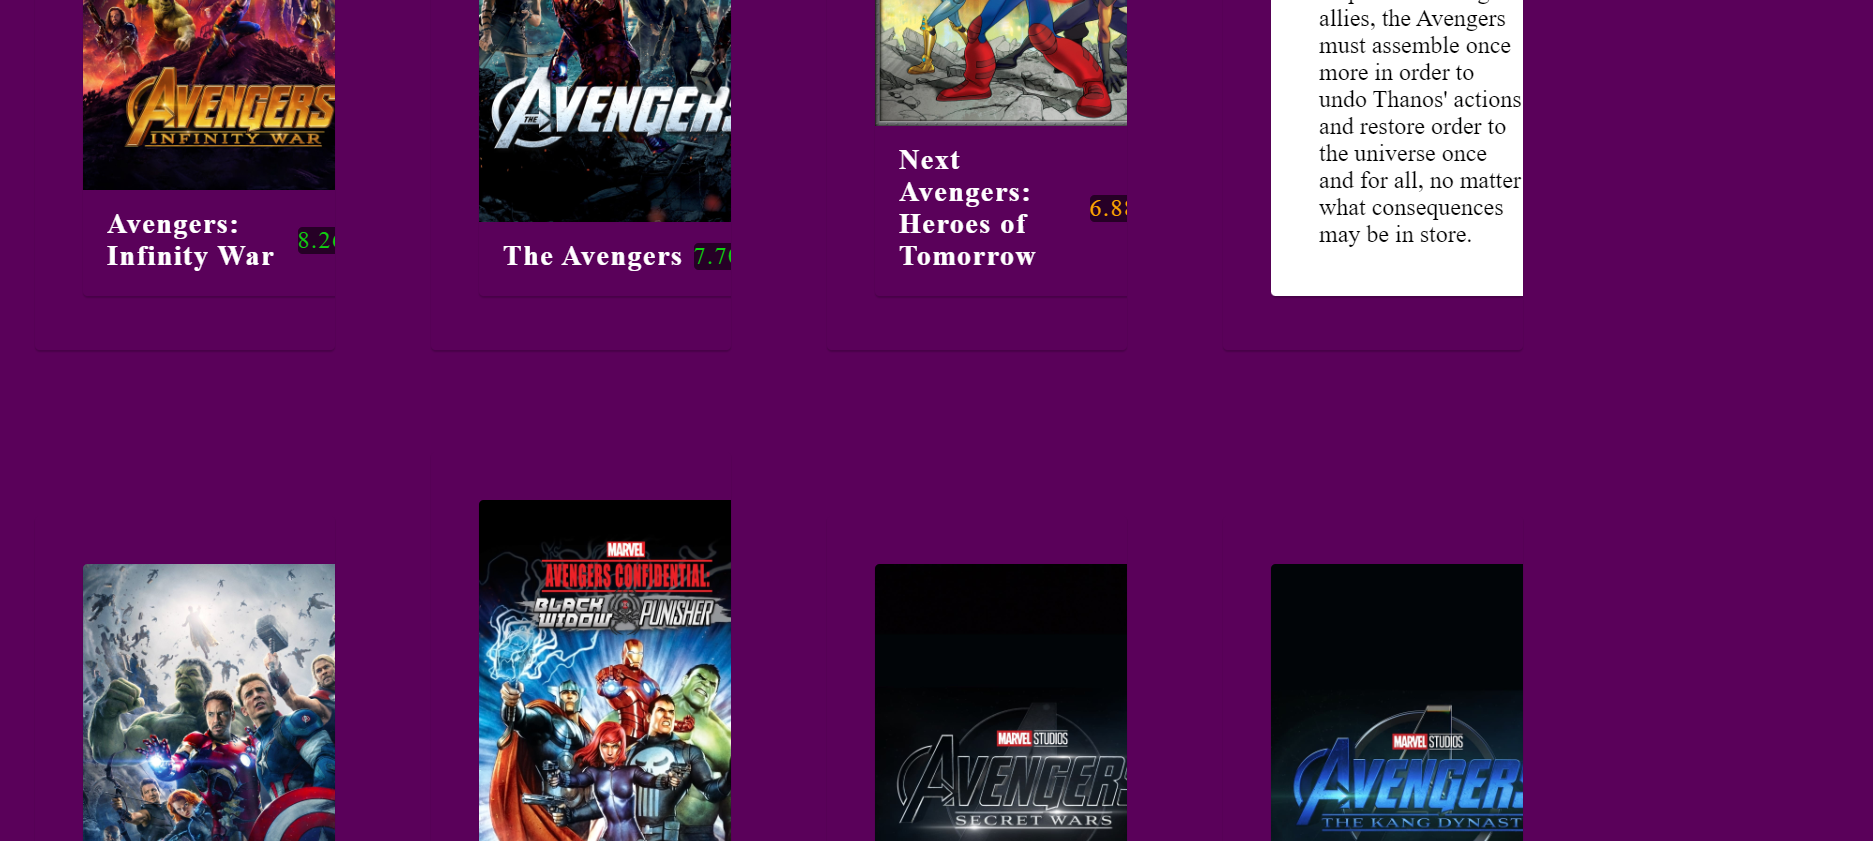 AVENGERS
INFINITY WAR
Avengers:
Infinity War
THE
AVENGER
The Avengers
7.7
8.2
Next
Avengers:
Heroes of
Tomorrow
6.8
allies, the Avengers
must assemble once
more in order to
undo Thanos' actions
and restore order to
the universe once
and for all, no matter
what consequences
may be in store.
MARVEL
AVENGERS CONFIDENTIAL:
BLACK
WIDOW
PUNISHER
MARVEL STUDIOS
AVENGERS
SECRET WARS
MARVEL STUDIOS
AVENGERS
THE KANG DYNAST